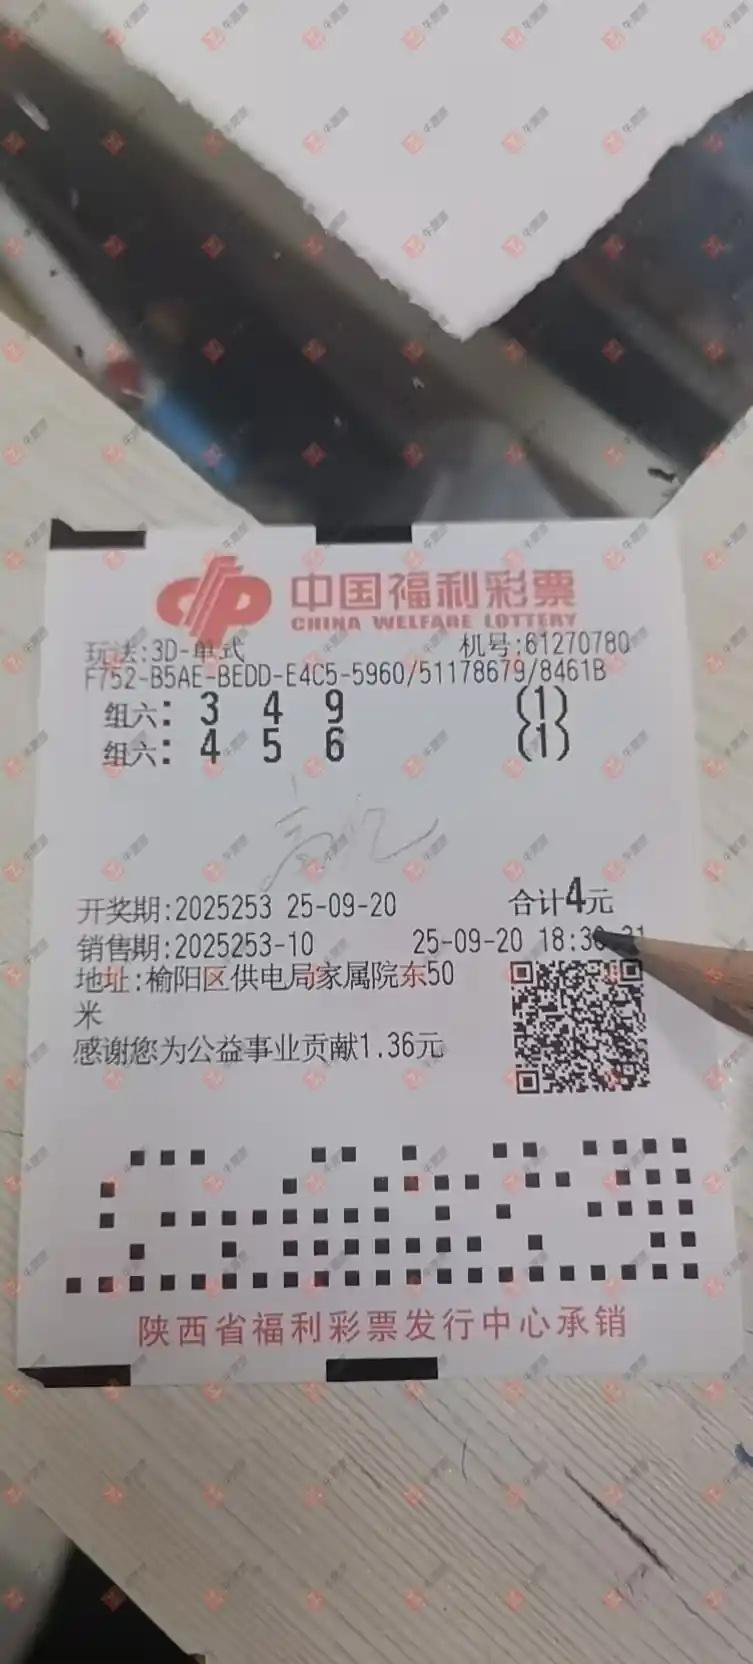 中国福利彩票
CHINA WELFARE LOTTERY
玩法:3D-单式 机号:61270780
F752-B5AE-BEDD-E4C5-5960/51178679/8461B
组六: 3 4 9 (1)
组六: 4 5 6 (1)
开奖期:2025253 25-09-20 合计4元
销售期:2025253-10 25-09-20
地址:榆阳区供电局家属院东50
米
感谢您为公益事业贡献1.36元
陕西省福利彩票发行中心承销